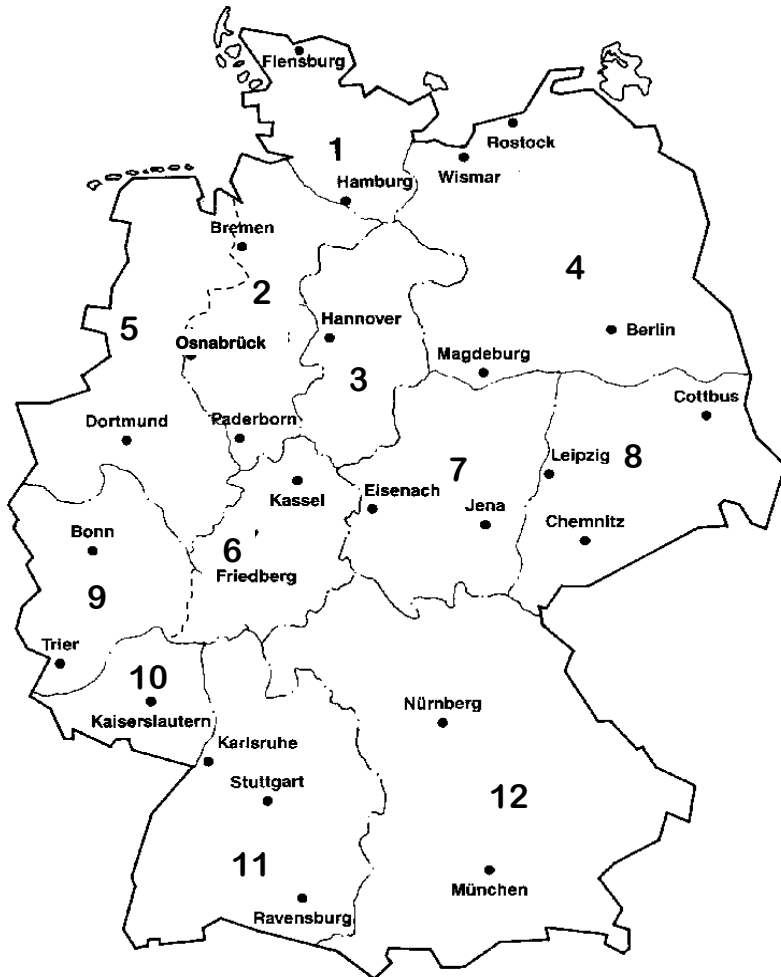 Flensburg
Rostock
1
Wismar
Hamburg
Bremen
4
2
Hannover
5
Berlin
Osnabrück
Magdeburg
3
Cottbus
Dortmund
Paderborn
7
Leipzig
8
Kassel
Eisenach
Jena
Chemnitz
Bonn
6
Friedberg
9
Trier
10
Nürnberg
Kaiserslautern
Karlsruhe
Stuttgart
12
11
München
Ravensburg